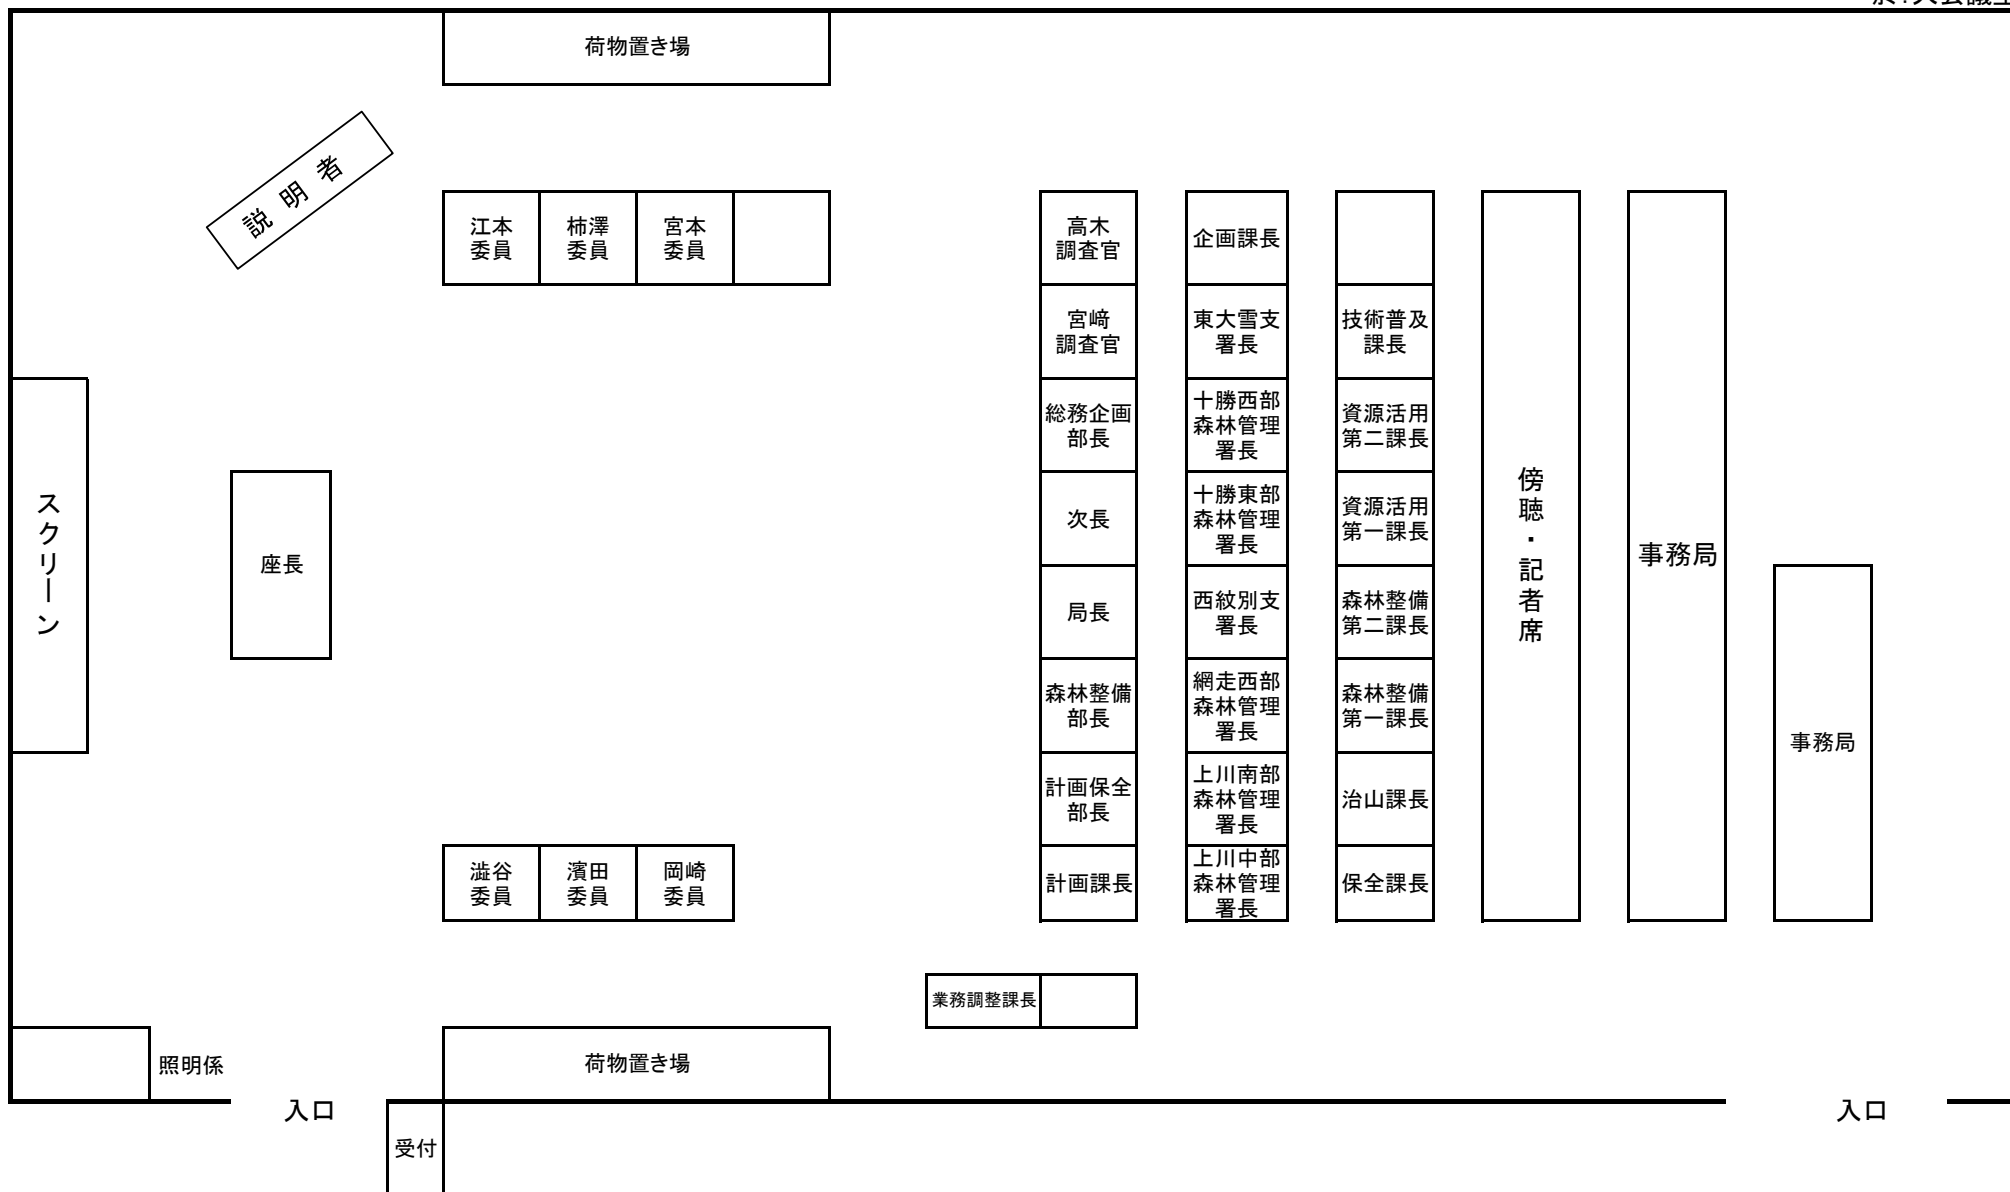 荷物置き場
説明者
江本
委員
柿澤
委員
宮本
委員
高木
調査官
宮﨑
調査官
総務企画
部長
次長
局長
森林整備
部長
計画保全
部長
計画課長
企画課長
東大雪支
署長
十勝西部
森林管理
署長
十勝東部
森林管理
署長
西紋別支
署長
網走西部
森林管理
署長
上川南部
森林管理
署長
上川中部
森林管理
署長
技術普及
課長
資源活用
第二課長
資源活用
第一課長
森林整備
第二課長
森林整備
第一課長
治山課長
保全課長
傍聴・記者席
事務局
事務局
スクリーン
座長
澁谷
委員
濱田
委員
岡崎
委員
業務調整課長
荷物置き場
照明係
入口
入口
受付